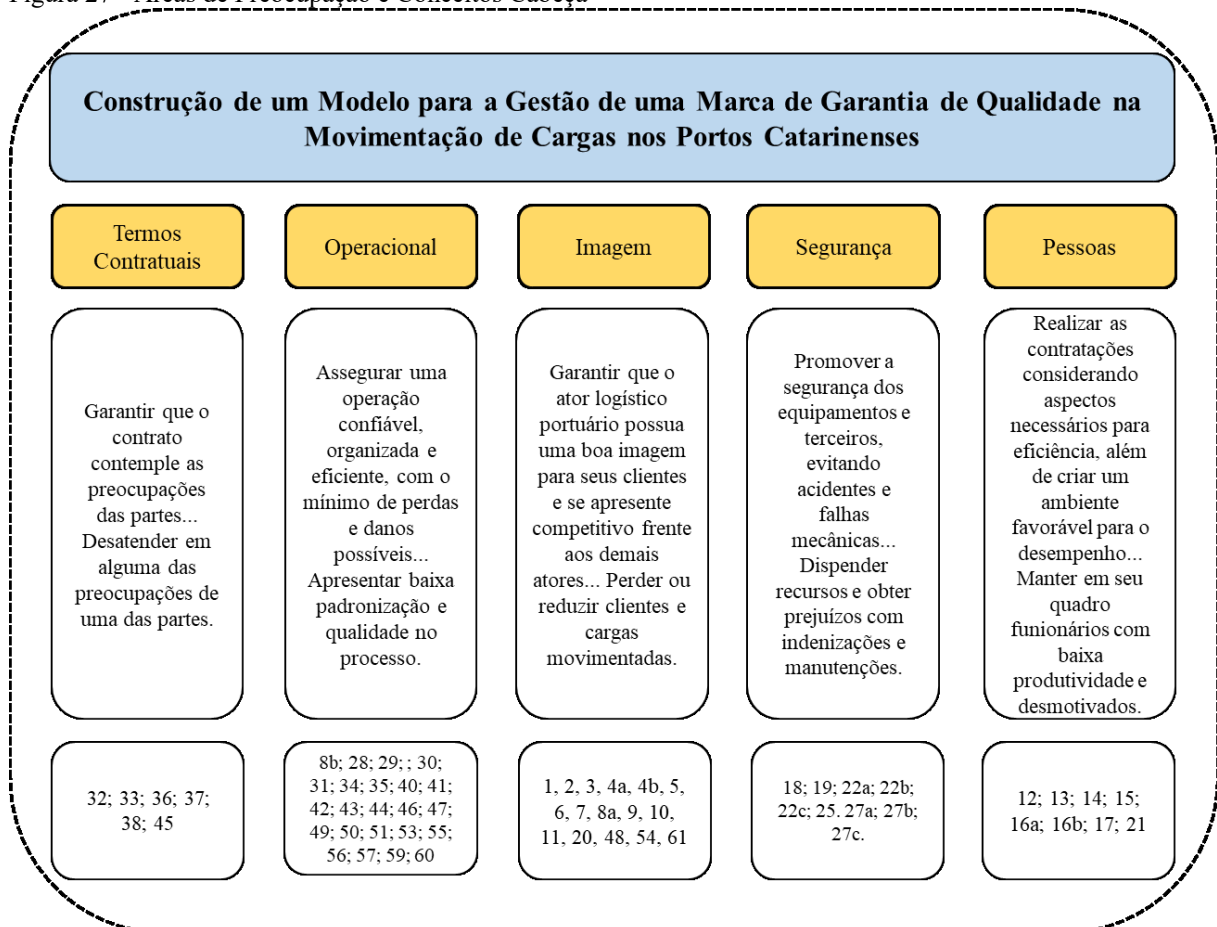 Figura 27 - Áreas de Preocupação e Conceitos Cabeça
Construção de um Modelo para a Gestão de uma Marca de Garantia de Qualidade na
Movimentação de Cargas nos Portos Catarinenses
Termos
Contratuais
Operacional
Imagem
Segurança
Pessoas
Garantir que o
contrato
contemple as
preocupações
das partes...
Desatender em
alguma das
preocupações de
uma das partes.
Assegurar uma
operação
confiável,
organizada e
eficiente, com o
mínimo de perdas
e danos
possíveis...
Apresentar baixa
padronização e
qualidade no
processo.
Garantir que o
ator logístico
portuário possua
uma boa imagem
para seus clientes
e se apresente
competitivo frente
aos demais
atores... Perder ou
reduzir clientes e
cargas
movimentadas.
Promover a
segurança dos
equipamentos e
terceiros,
evitando
acidentes e
falhas
mecânicas...
Dispender
recursos e obter
prejuízos com
indenizações e
manutenções.
Realizar as
contratações
considerando
aspectos
necessários para
eficiência, além
de criar um
ambiente
favorável para o
desempenho...
Manter em seu
quadro
funionários com
baixa
produtividade e
desmotivados.
32; 33; 36; 37;
38; 45
8b; 28; 29; ; 30;
31; 34; 35; 40; 41;
42; 43; 44; 46; 47;
49; 50; 51; 53; 55;
56; 57; 59; 60
1, 2, 3, 4a, 4b, 5,
6, 7, 8a, 9, 10,
11, 20, 48, 54, 61
18; 19; 22a; 22b;
22c; 25. 27a; 27b;
27c.
12; 13; 14; 15;
16a; 16b; 17; 21